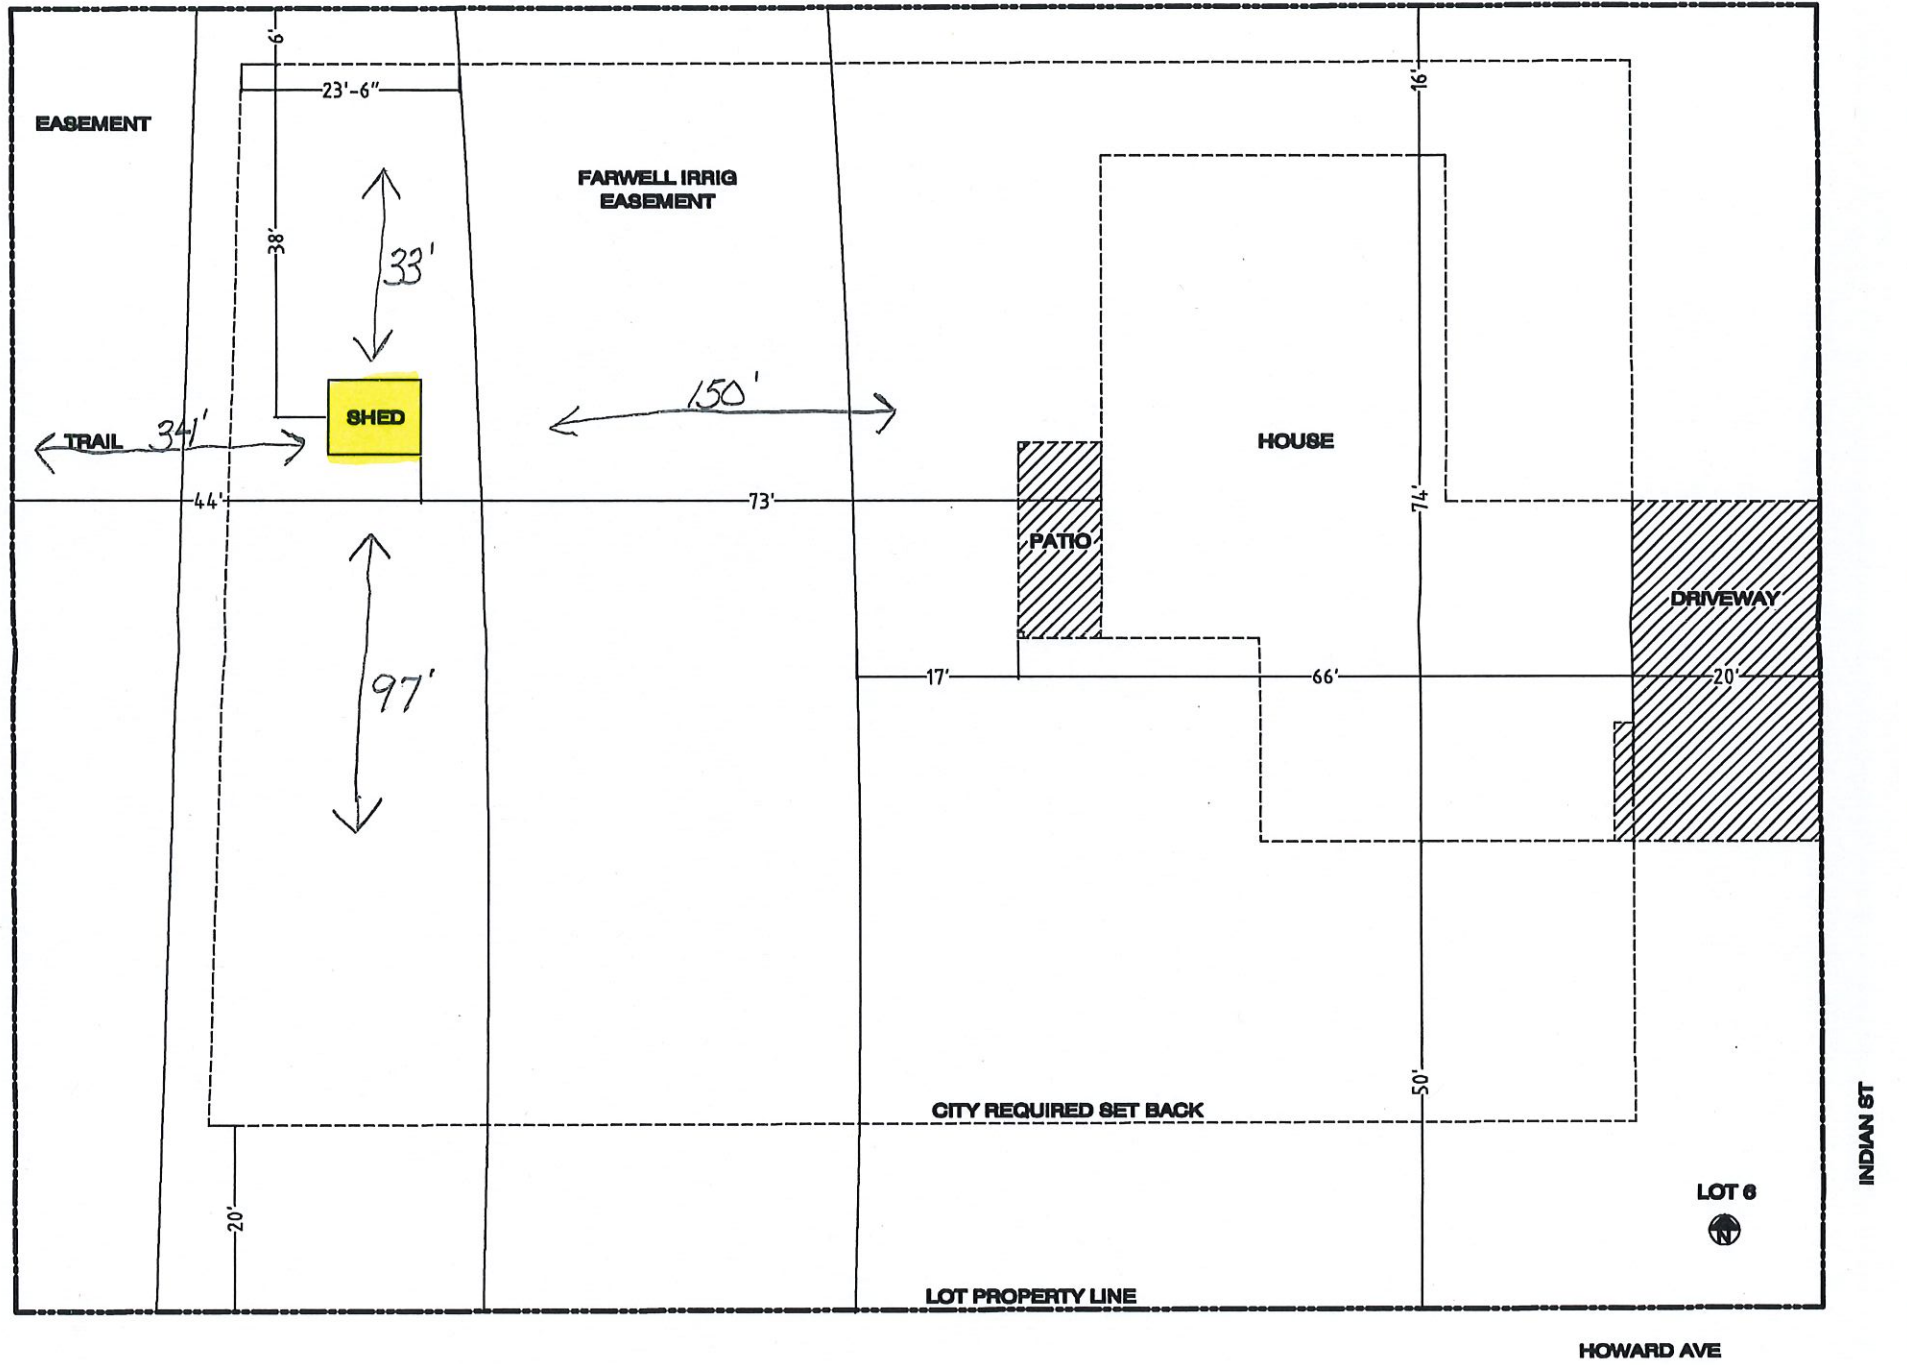 6'
16'
23'-6"
EASEMENT
FARWELL IRRIG
EASEMENT
38'
33'
150'
SHED
34'
TRAIL
HOUSE
44'
73'
74'
PATIO
DRIVEWAY
97'
17'
66'
20'
50'
CITY REQUIRED SET BACK
INDIAN ST
LOT 6
20'
N
LOT PROPERTY LINE
HOWARD AVE